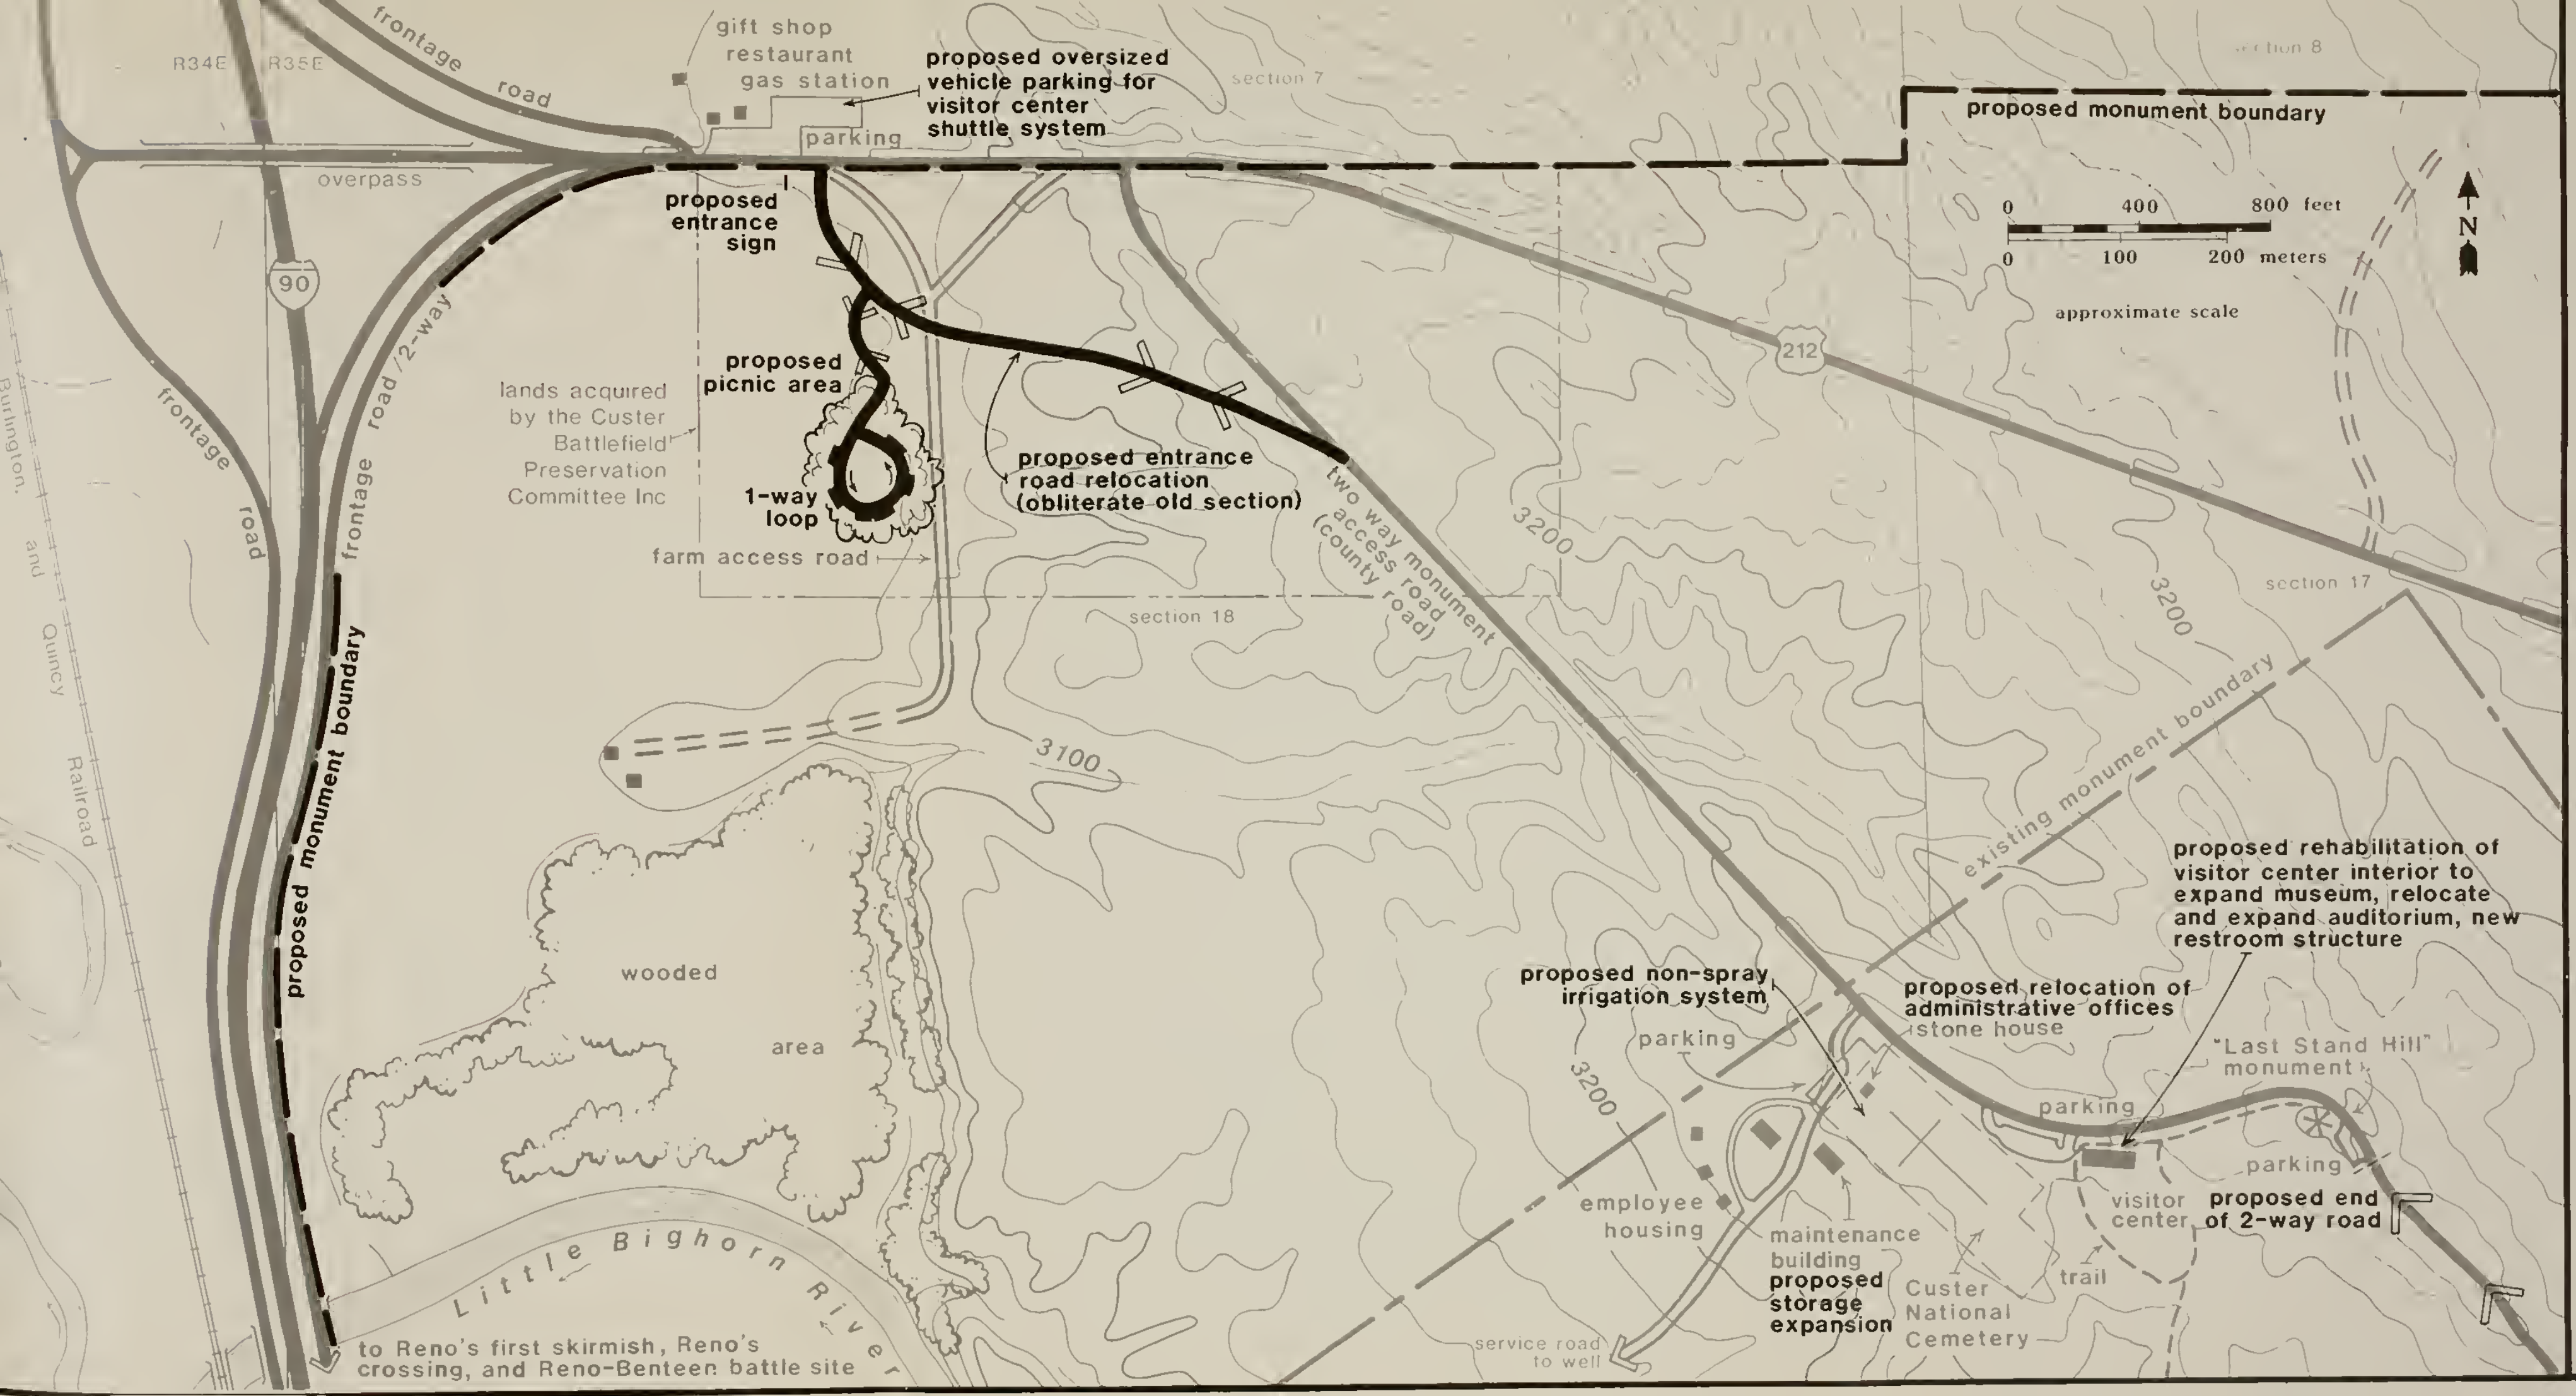 frontage
road
R34E
R35E
gift shop
restaurant
gas station
proposed oversized
vehicle parking for
visitor center
shuttle system
parking
section 7
section 8
proposed monument boundary
overpass
proposed
entrance
sign
0 400 800 feet
0 100 200 meters
approximate scale
N
90
212
frontage road / 2-way
frontage
road
proposed
picnic area
lands acquired
by the Custer
Battlefield
Preservation
Committee Inc
1-way
loop
proposed entrance
road relocation
(obliterate old section)
farm access road
two way monument
access road
(county road)
3200
3200
section 17
section 18
Burlington,
and
Quincy
Railroad
proposed monument boundary
3100
existing monument boundary
proposed rehabilitation of
visitor center interior to
expand museum, relocate
and expand auditorium, new
restroom structure
wooded
area
proposed non-spray
irrigation system
parking
proposed relocation of
administrative offices
stone house
"Last Stand Hill"
monument
3200
parking
parking
employee
housing
maintenance
building
proposed
storage
expansion
Custer
National
Cemetery
trail
visitor
center
proposed end
of 2-way road
Little Bighorn River
service road
to well
to Reno's first skirmish, Reno's
crossing, and Reno-Benteen battle site